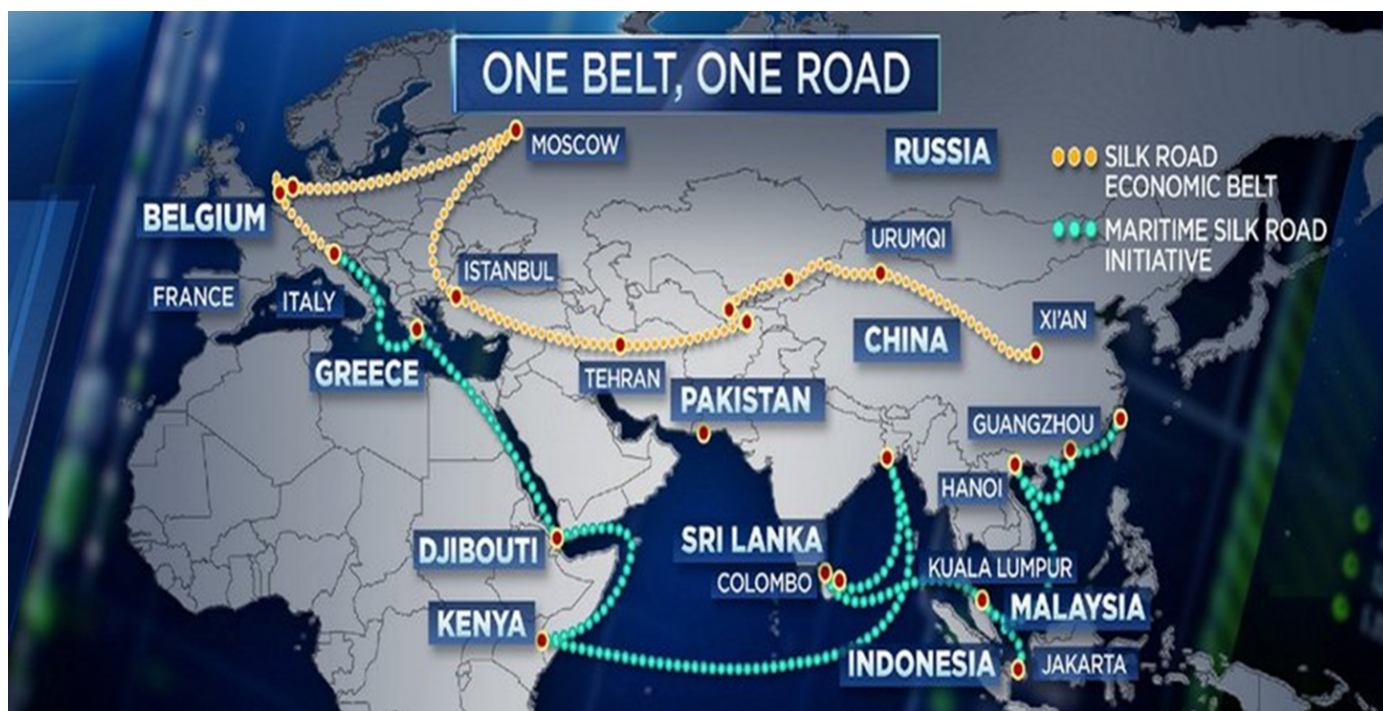 ONE BELT, ONE ROAD
MOSCOW
RUSSIA
SILK ROAD
ECONOMIC BELT
MARITIME SILK ROAD
INITIATIVE
BELGIUM
URUMQI
ISTANBUL
FRANCE
ITALY
XI'AN
CHINA
GREECE
TEHRAN
PAKISTAN
GUANGZHOU
HANOI
DJIBOUTI
SRI LANKA
COLOMBO
KUALA LUMPUR
MALAYSIA
KENYA
INDONESIA
JAKARTA